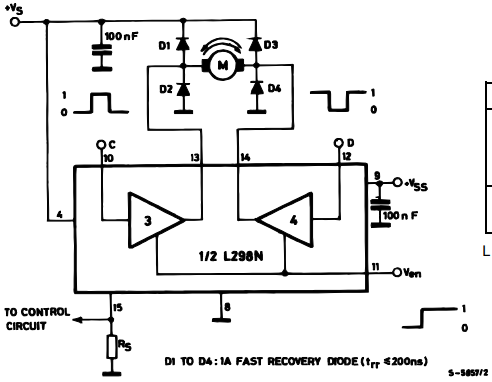 +Vs
100nF
D1
D3
M
D2
D4
1
0
1
0
C
D
10
13
14
12
9
+VSS
4
3
4
100nF
1/2 L298N
11
Ven
15
8
TO CONTROL
CIRCUIT
RS
1
0
D1 TO D4 : 1A FAST RECOVERY DIODE (trr ≤ 200ns)
S-5857/2
L